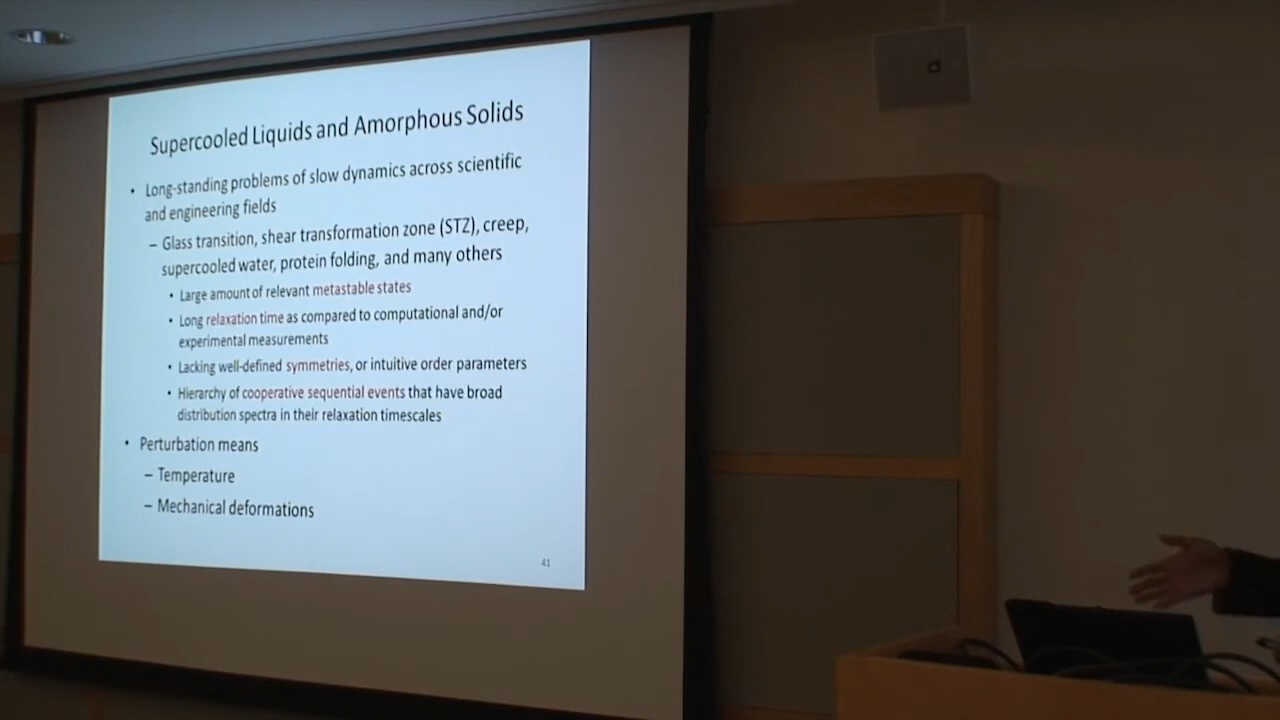 Supercooled Liquids and Amorphous Solids
• Long-standing problems of slow dynamics across scientific
and engineering fields
– Glass transition, shear transformation zone (STZ), creep,
supercooled water, protein folding, and many others
• Large amount of relevant metastable states
• Long relaxation time as compared to computational and/or
experimental measurements
• Lacking well-defined symmetries, or intuitive order parameters
• Hierarchy of cooperative sequential events that have broad
distribution spectra in their relaxation timescales
• Perturbation means
– Temperature
– Mechanical deformations
41